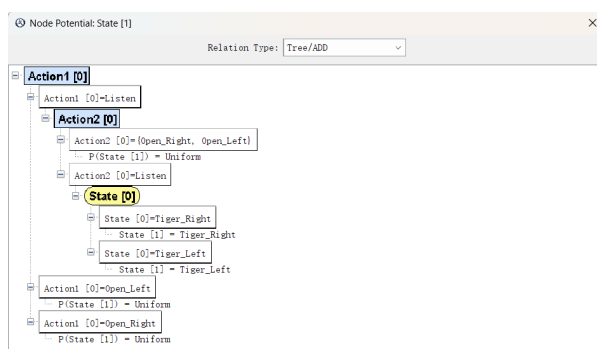 Node Potential: State [1]
Relation Type: Tree/ADD
Action1 [0]
Action1 [0]=Listen
Action2 [0]
Action2 [0]={Open_Right, Open_Left}
P(State [1]) = Uniform
Action2 [0]=Listen
State [0]
State [0]=Tiger_Right
State [1] = Tiger_Right
State [0]=Tiger_Left
State [1] = Tiger_Left
Action1 [0]=Open_Left
P(State [1]) = Uniform
Action1 [0]=Open_Right
P(State [1]) = Uniform